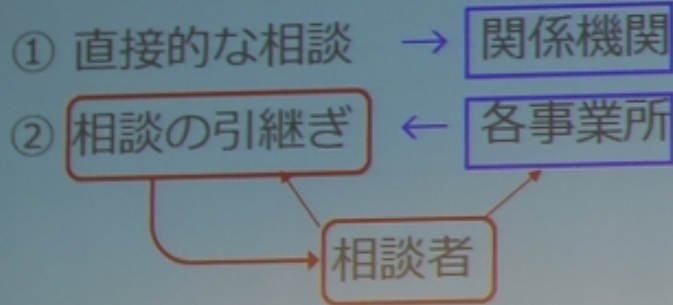 ① 直接的な相談 → 関係機関
② 相談の引継ぎ ← 各事業所
相談者